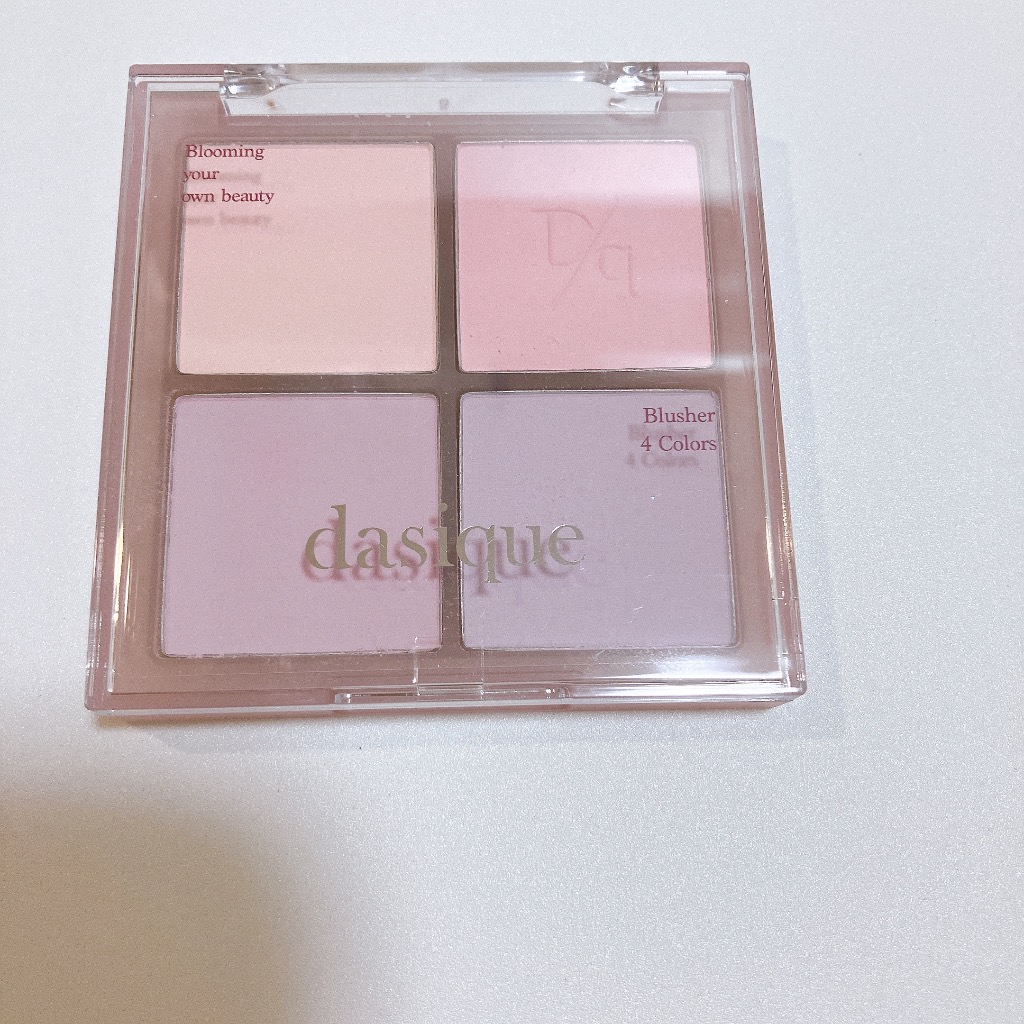 Blooming
your
own beauty
D/q
Blusher
4 Colors
dasique